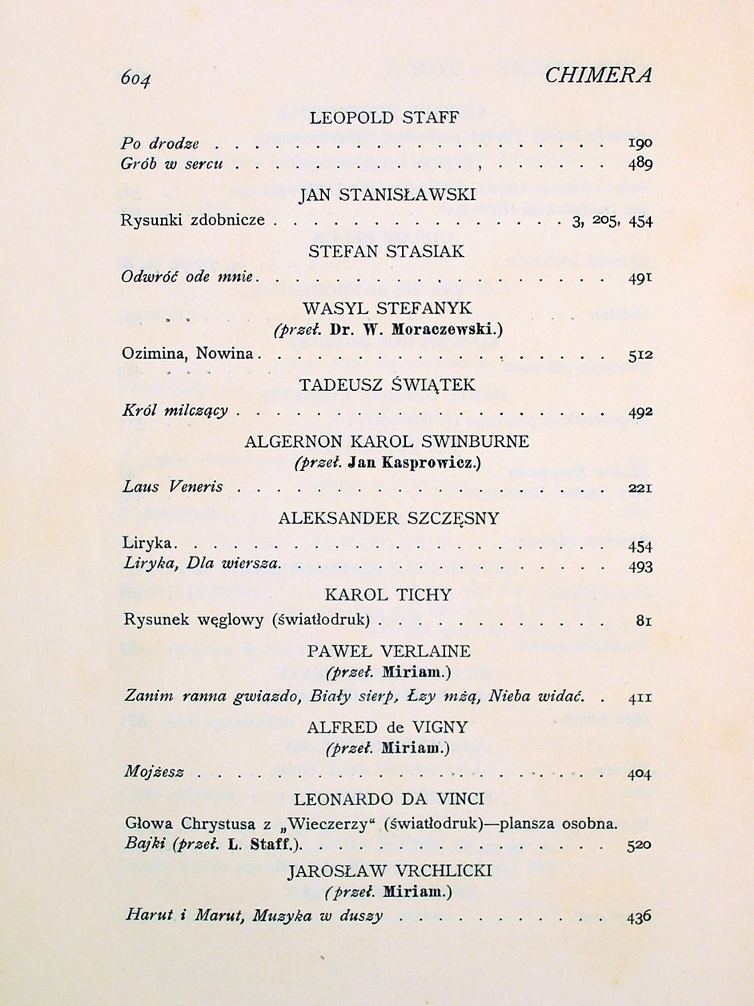 604 CHIMERA
LEOPOLD STAFF
Po drodze . . . . . . . . . . . . . . . . . . . . 190
Grób w sercu . . . . . . . . . . . . , . . . . . . 489
JAN STANISŁAWSKI
Rysunki zdobnicze . . . . . . . . . . . . . . . 3, 205, 454
STEFAN STASIAK
Odwróć ode mnie . . . . . . . . . . . . . . . . . . 491
WASYL STEFANYK
(przeł. Dr. W. Moraczewski.)
Ozimina, Nowina . . . . . . . . . . . . . . . . . . 512
TADEUSZ ŚWIĄTEK
Król milczący . . . . . . . . . . . . . . . . . . . 492
ALGERNON KAROL SWINBURNE
(przeł. Jan Kasprowicz.)
Laus Veneris . . . . . . . . . . . . . . . . . . . 221
ALEKSANDER SZCZĘSNY
Liryka . . . . . . . . . . . . . . . . . . . . . . 454
Liryka, Dla wiersza . . . . . . . . . . . . . . . . . 493
KAROL TICHY
Rysunek węglowy (światłodruk) . . . . . . . . . . . . 81
PAWEŁ VERLAINE
(przeł. Miriam.)
Zanim ranna gwiazdo, Biały sierp, Łzy mżą, Nieba widać. . 411
ALFRED de VIGNY
(przeł. Miriam.)
Mojżesz . . . . . . . . . . . . . . . . . . . . . 404
LEONARDO DA VINCI
Głowa Chrystusa z „Wieczerzy“ (światłodruk)—plansza osobna.
Bajki (przeł. L. Staff.). . . . . . . . . . . . . . . . 520
JAROSŁAW VRCHLICKI
(przeł. Miriam.)
Harut i Marut, Muzyka w duszy . . . . . . . . . . . 436